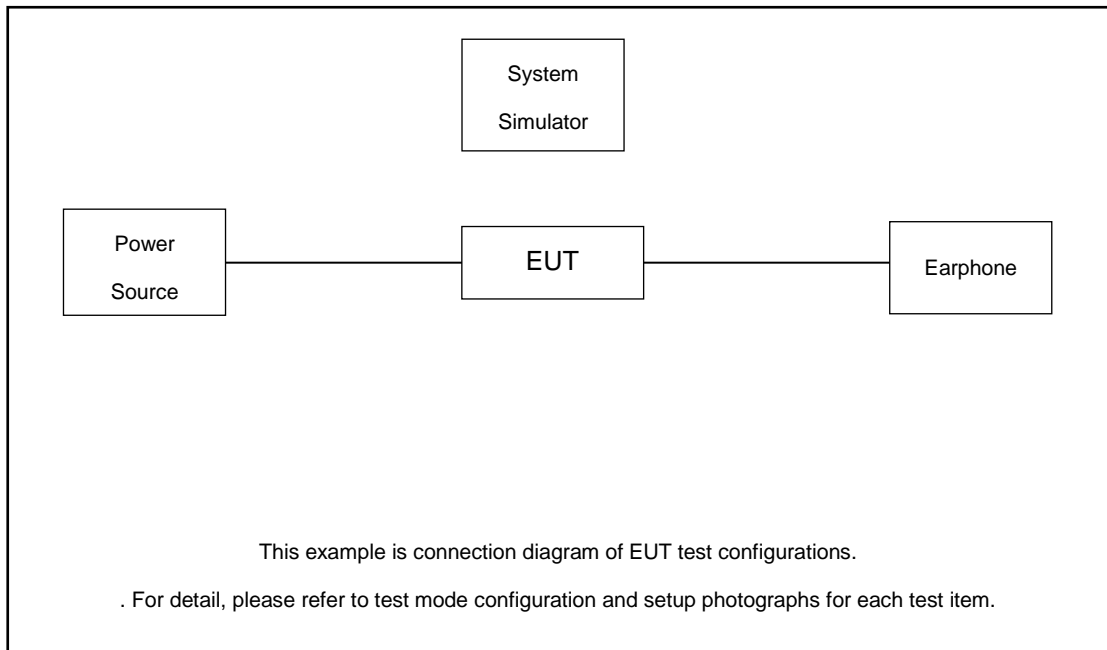 System
Simulator
Power
Source
EUT
Earphone
This example is connection diagram of EUT test configurations.
. For detail, please refer to test mode configuration and setup photographs for each test item.